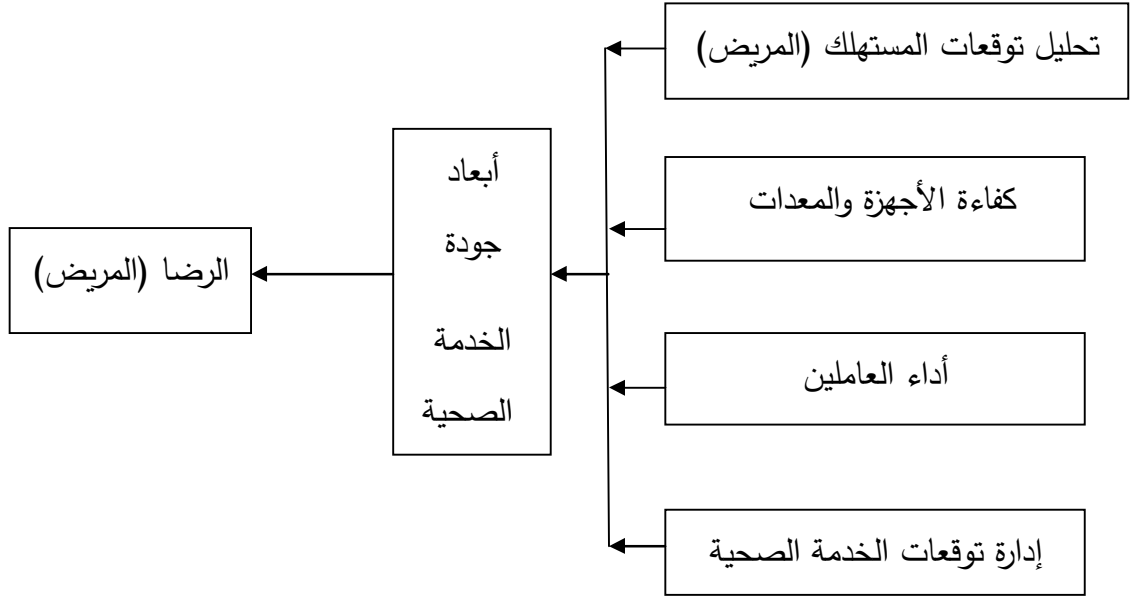 تحليل توقعات المستهلك (المريض)
كفاءة الأجهزة والمعدات
أداء العاملين
إدارة توقعات الخدمة الصحية
أبعاد
جودة
الخدمة
الصحية
الرضا (المريض)